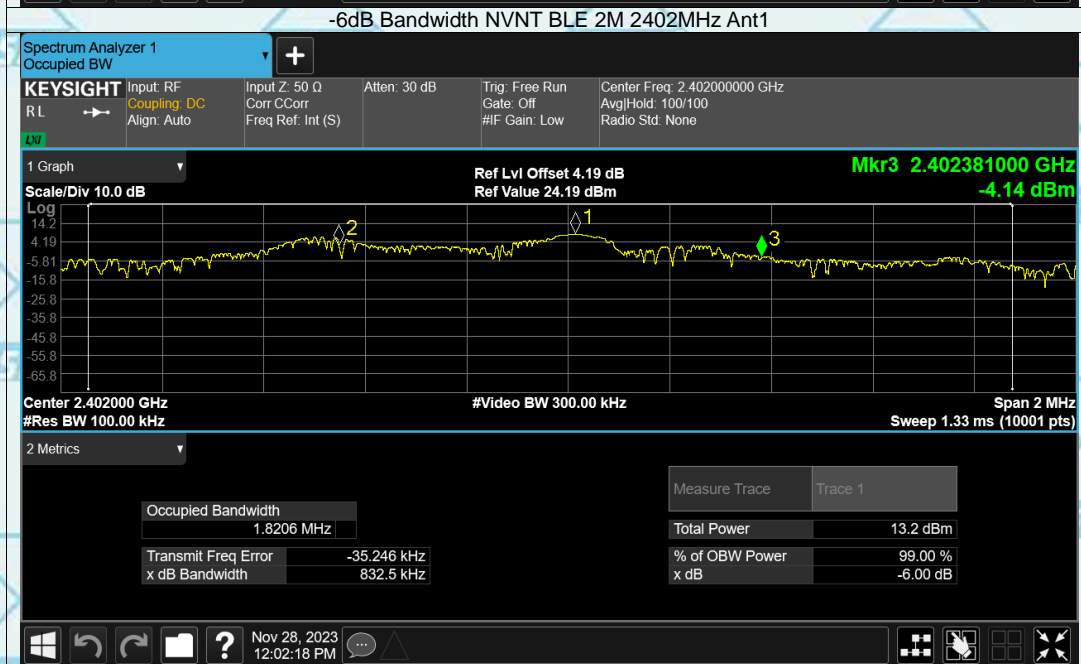 -6dB Bandwidth NVNT BLE 2M 2402MHz Ant1
Spectrum Analyzer 1
Occupied BW
+
KEYSIGHT
RL
LXI
Input: RF
Coupling: DC
Align: Auto
Input Z: 50 Ω
Corr CCorr
Freq Ref: Int (S)
Atten: 30 dB
Trig: Free Run
Gate: Off
#IF Gain: Low
Center Freq: 2.402000000 GHz
Avg|Hold: 100/100
Radio Std: None
1 Graph
Scale/Div 10.0 dB
Ref Lvl Offset 4.19 dB
Ref Value 24.19 dBm
Mkr3 2.402381000 GHz
-4.14 dBm
Log
14.2
4.19
-5.81
-15.8
-25.8
-35.8
-45.8
-55.8
-65.8
2
1
3
Center 2.402000 GHz
#Video BW 300.00 kHz
Span 2 MHz
#Res BW 100.00 kHz
Sweep 1.33 ms (10001 pts)
2 Metrics
Measure Trace Trace 1
Occupied Bandwidth
1.8206 MHz
Total Power 13.2 dBm
Transmit Freq Error -35.246 kHz
% of OBW Power 99.00 %
x dB Bandwidth 832.5 kHz
x dB -6.00 dB
?
Nov 28, 2023
12:02:18 PM